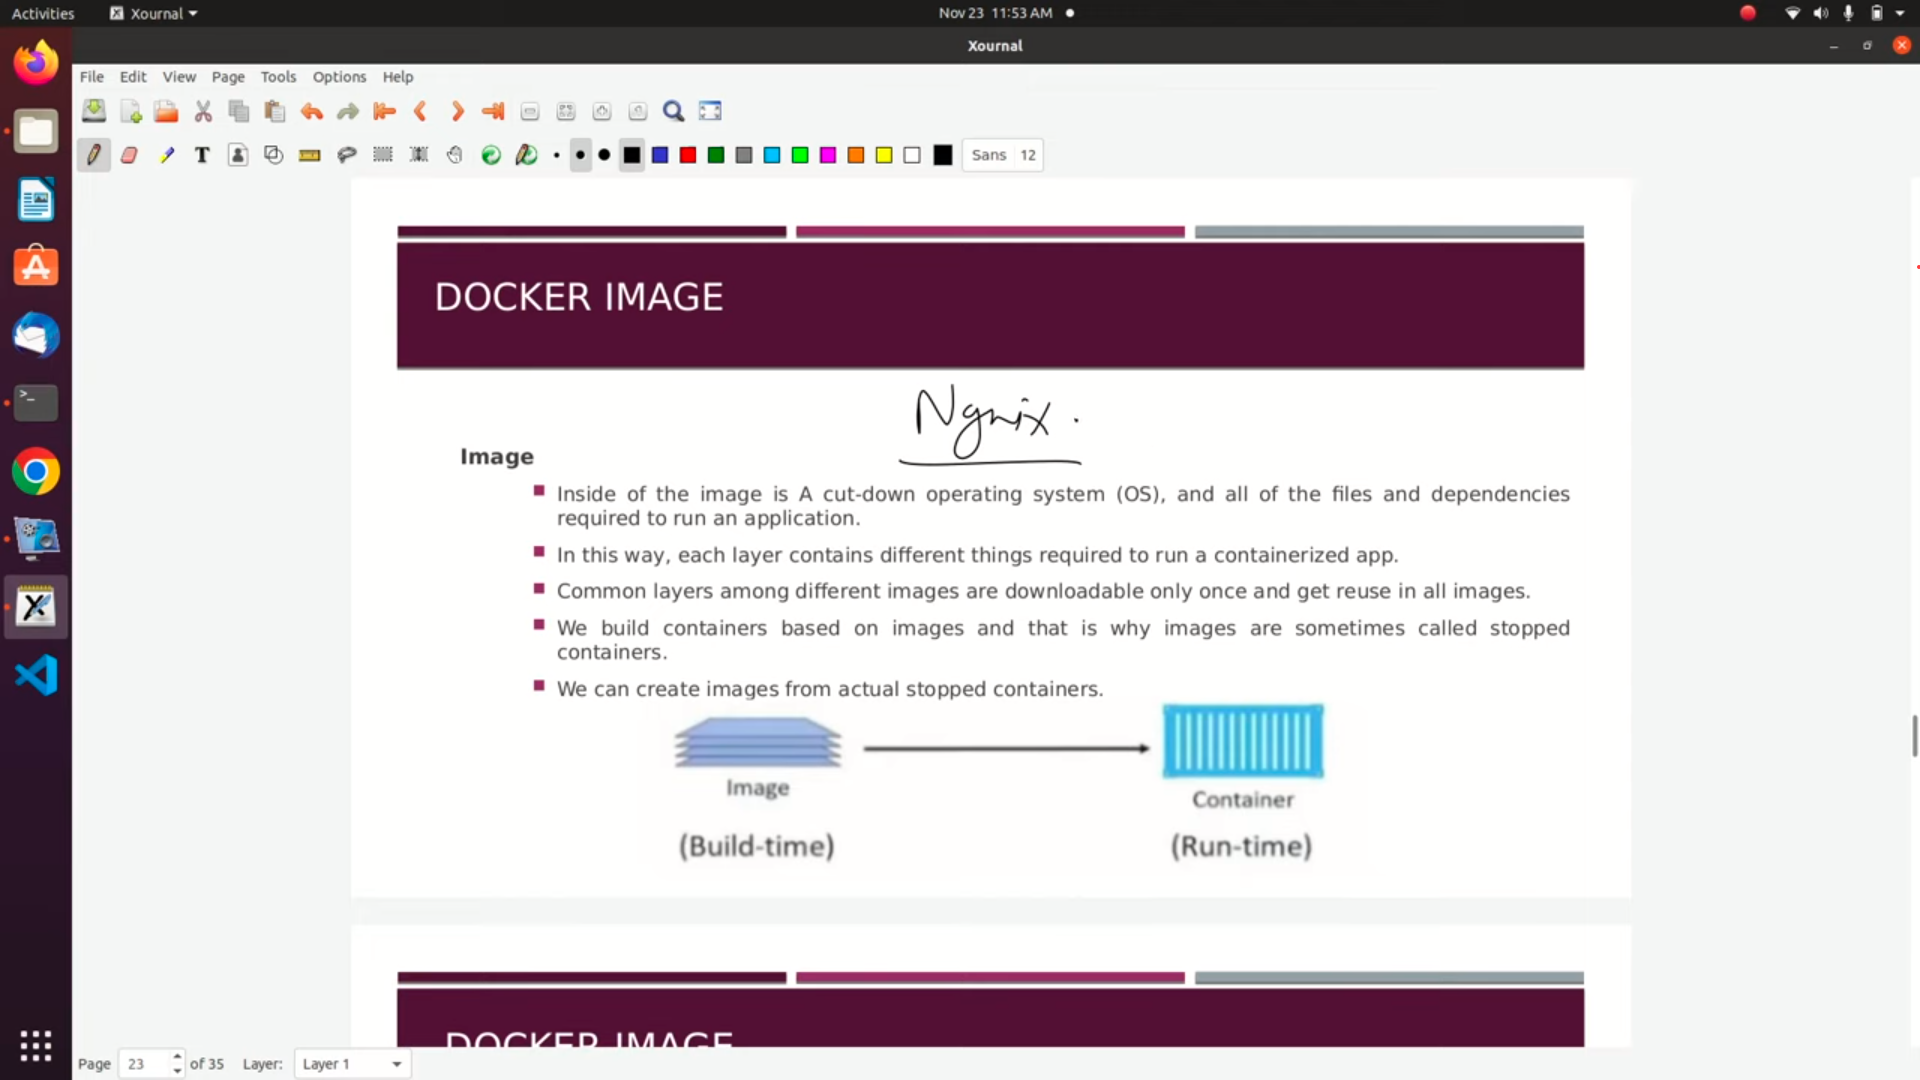 Activities Xournal Nov 23 11:53 AM
Xournal
File Edit View Page Tools Options Help
Sans 12
DOCKER IMAGE
Ngnix.
Image
Inside of the image is A cut-down operating system (OS), and all of the files and dependencies
required to run an application.
In this way, each layer contains different things required to run a containerized app.
Common layers among different images are downloadable only once and get reuse in all images.
We build containers based on images and that is why images are sometimes called stopped
containers.
We can create images from actual stopped containers.
Image
Container
(Build-time)
(Run-time)
DOCKER IMAGE
Page 23 of 35 Layer: Layer 1